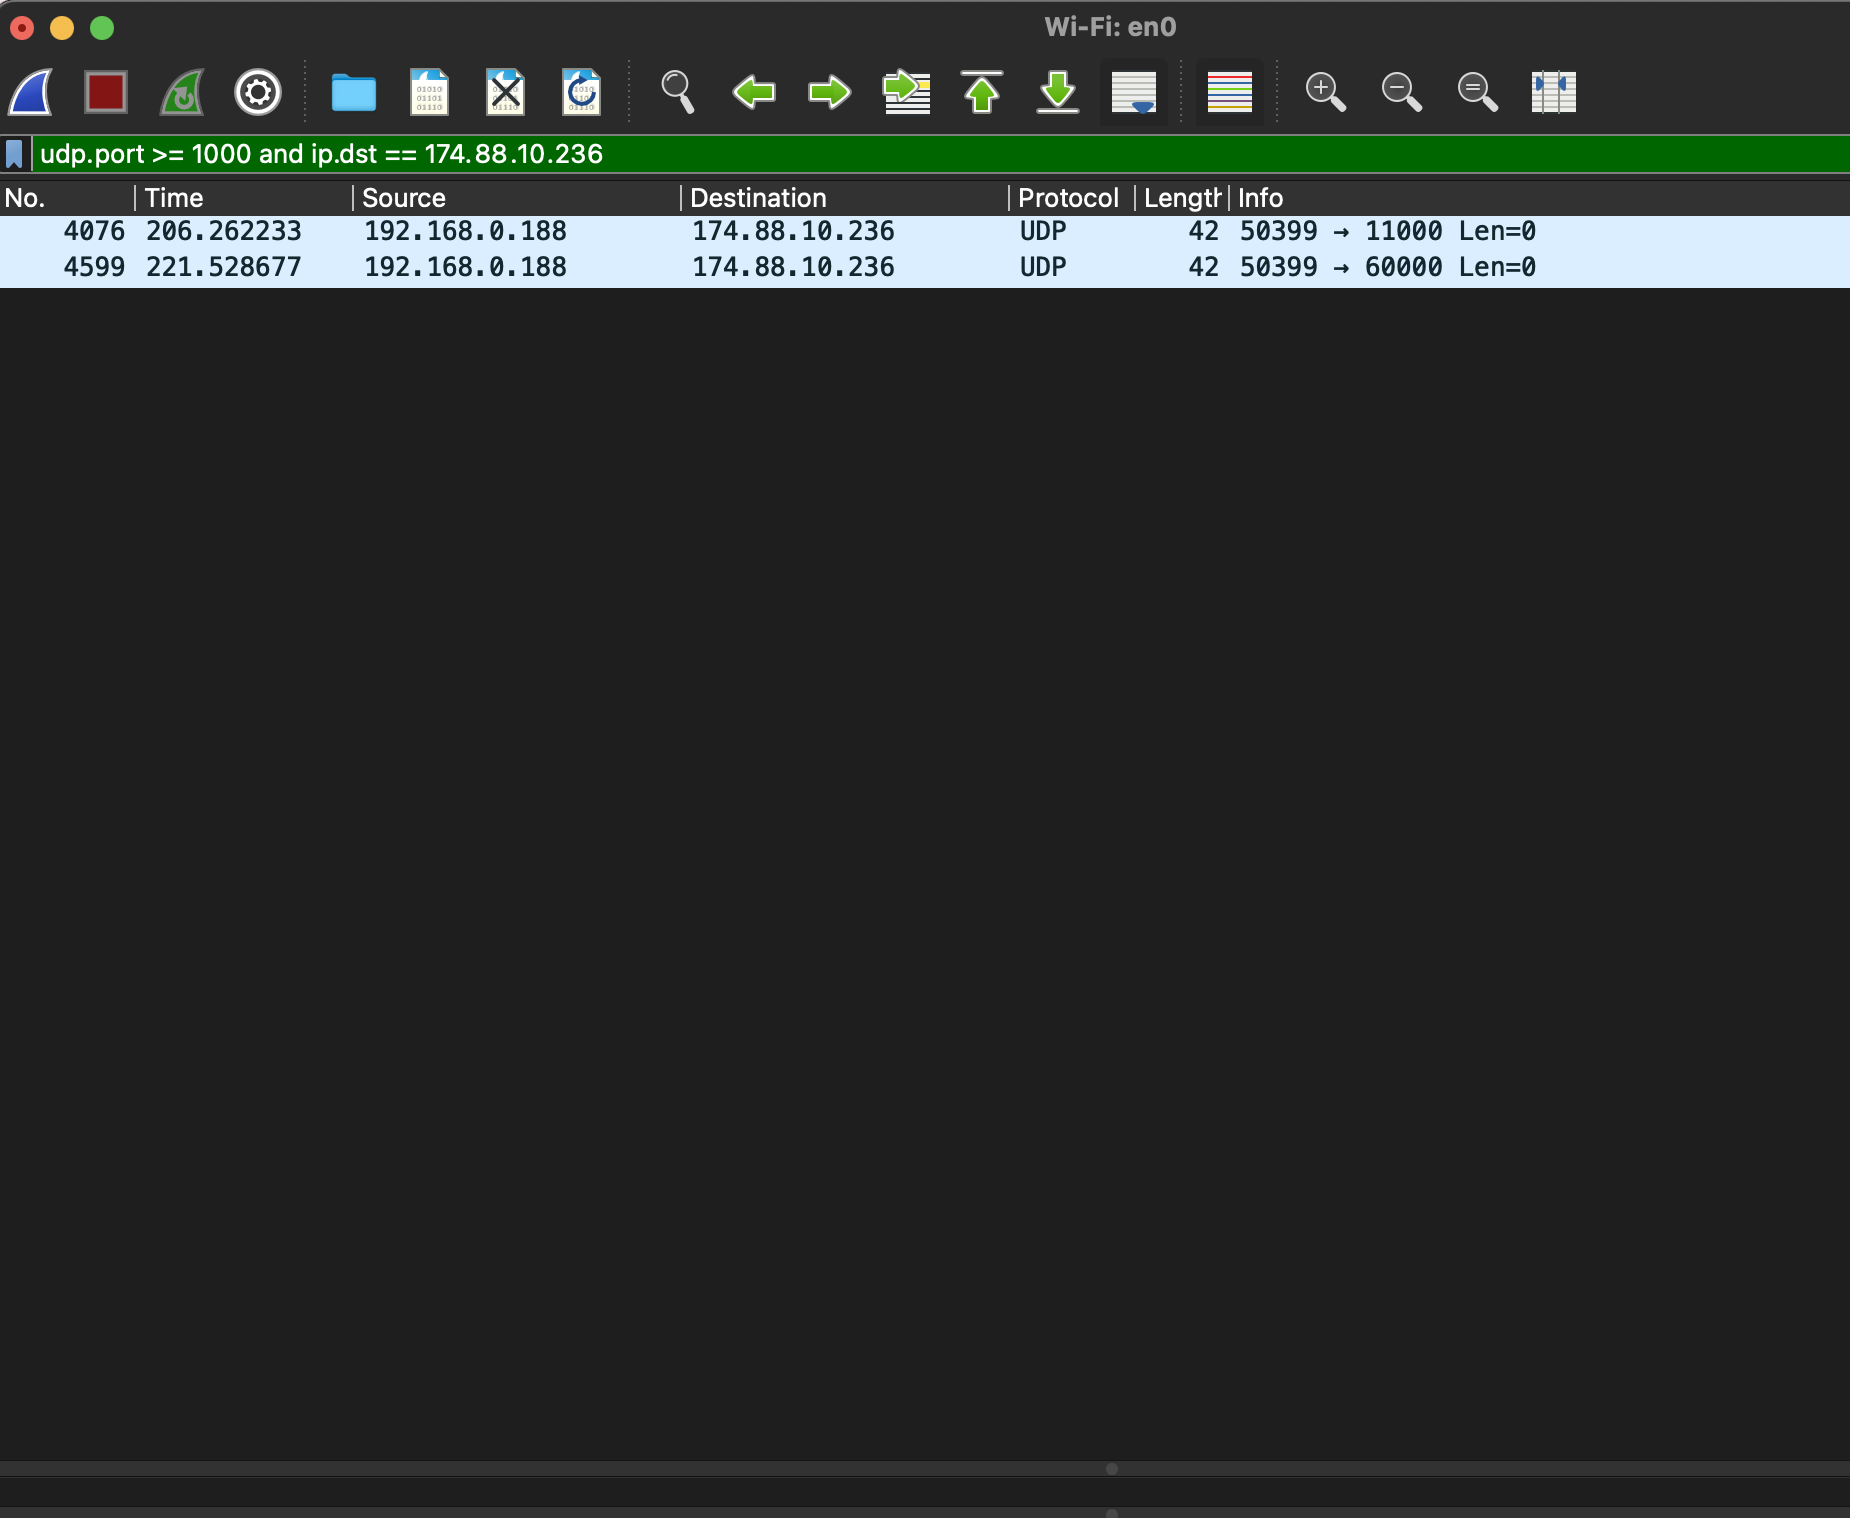 Wi-Fi: en0
udp.port >= 1000 and ip.dst == 174.88.10.236
No. Time Source Destination Protocol Length Info
4076 206.262233 192.168.0.188 174.88.10.236 UDP 42 50399 → 11000 Len=0
4599 221.528677 192.168.0.188 174.88.10.236 UDP 42 50399 → 60000 Len=0